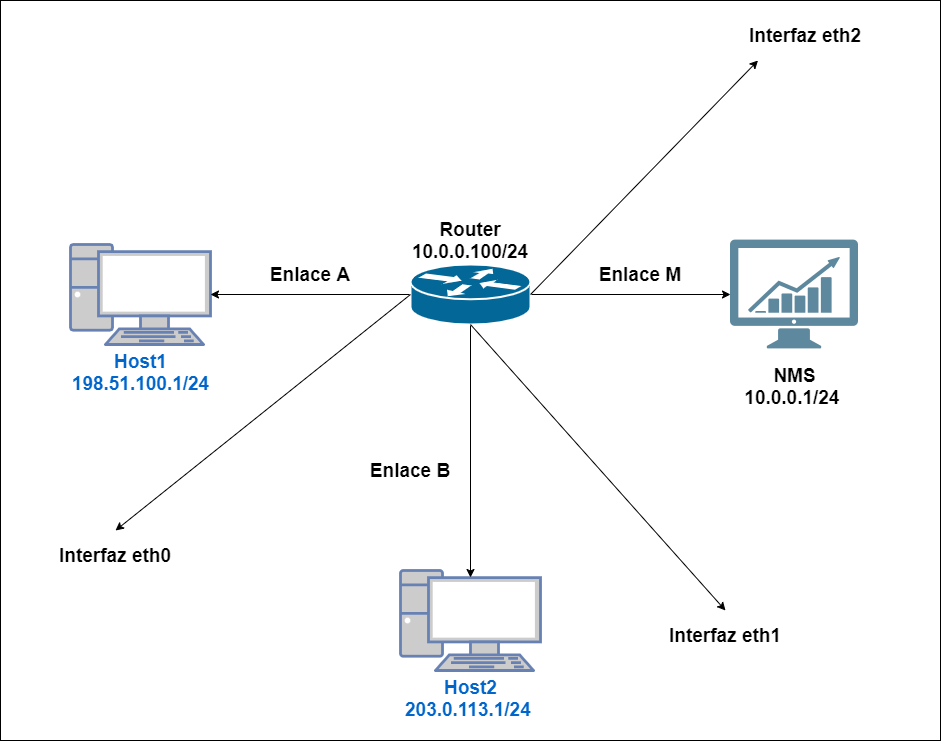 Interfaz eth2
Router
10.0.0.100/24
Enlace A
Enlace M
Host1
198.51.100.1/24
NMS
10.0.0.1/24
Enlace B
Interfaz eth0
Interfaz eth1
Host2
203.0.113.1/24